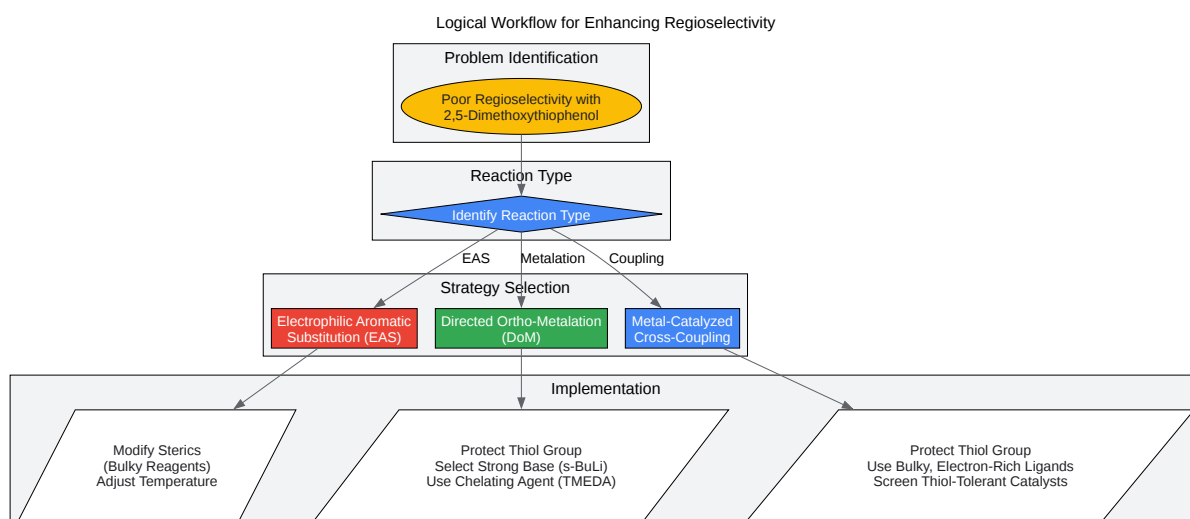 Logical Workflow for Enhancing Regioselectivity
Problem Identification
Poor Regioselectivity with
2,5-Dimethoxythiophenol
Reaction Type
Identify Reaction Type
EAS
Metalation
Coupling
Strategy Selection
Electrophilic Aromatic
Substitution (EAS)
Directed Ortho-Metalation
(DoM)
Metal-Catalyzed
Cross-Coupling
Implementation
Modify Sterics
(Bulky Reagents)
Adjust Temperature
Protect Thiol Group
Select Strong Base (s-BuLi)
Use Chelating Agent (TMEDA)
Protect Thiol Group
Use Bulky, Electron-Rich Ligands
Screen Thiol-Tolerant Catalysts